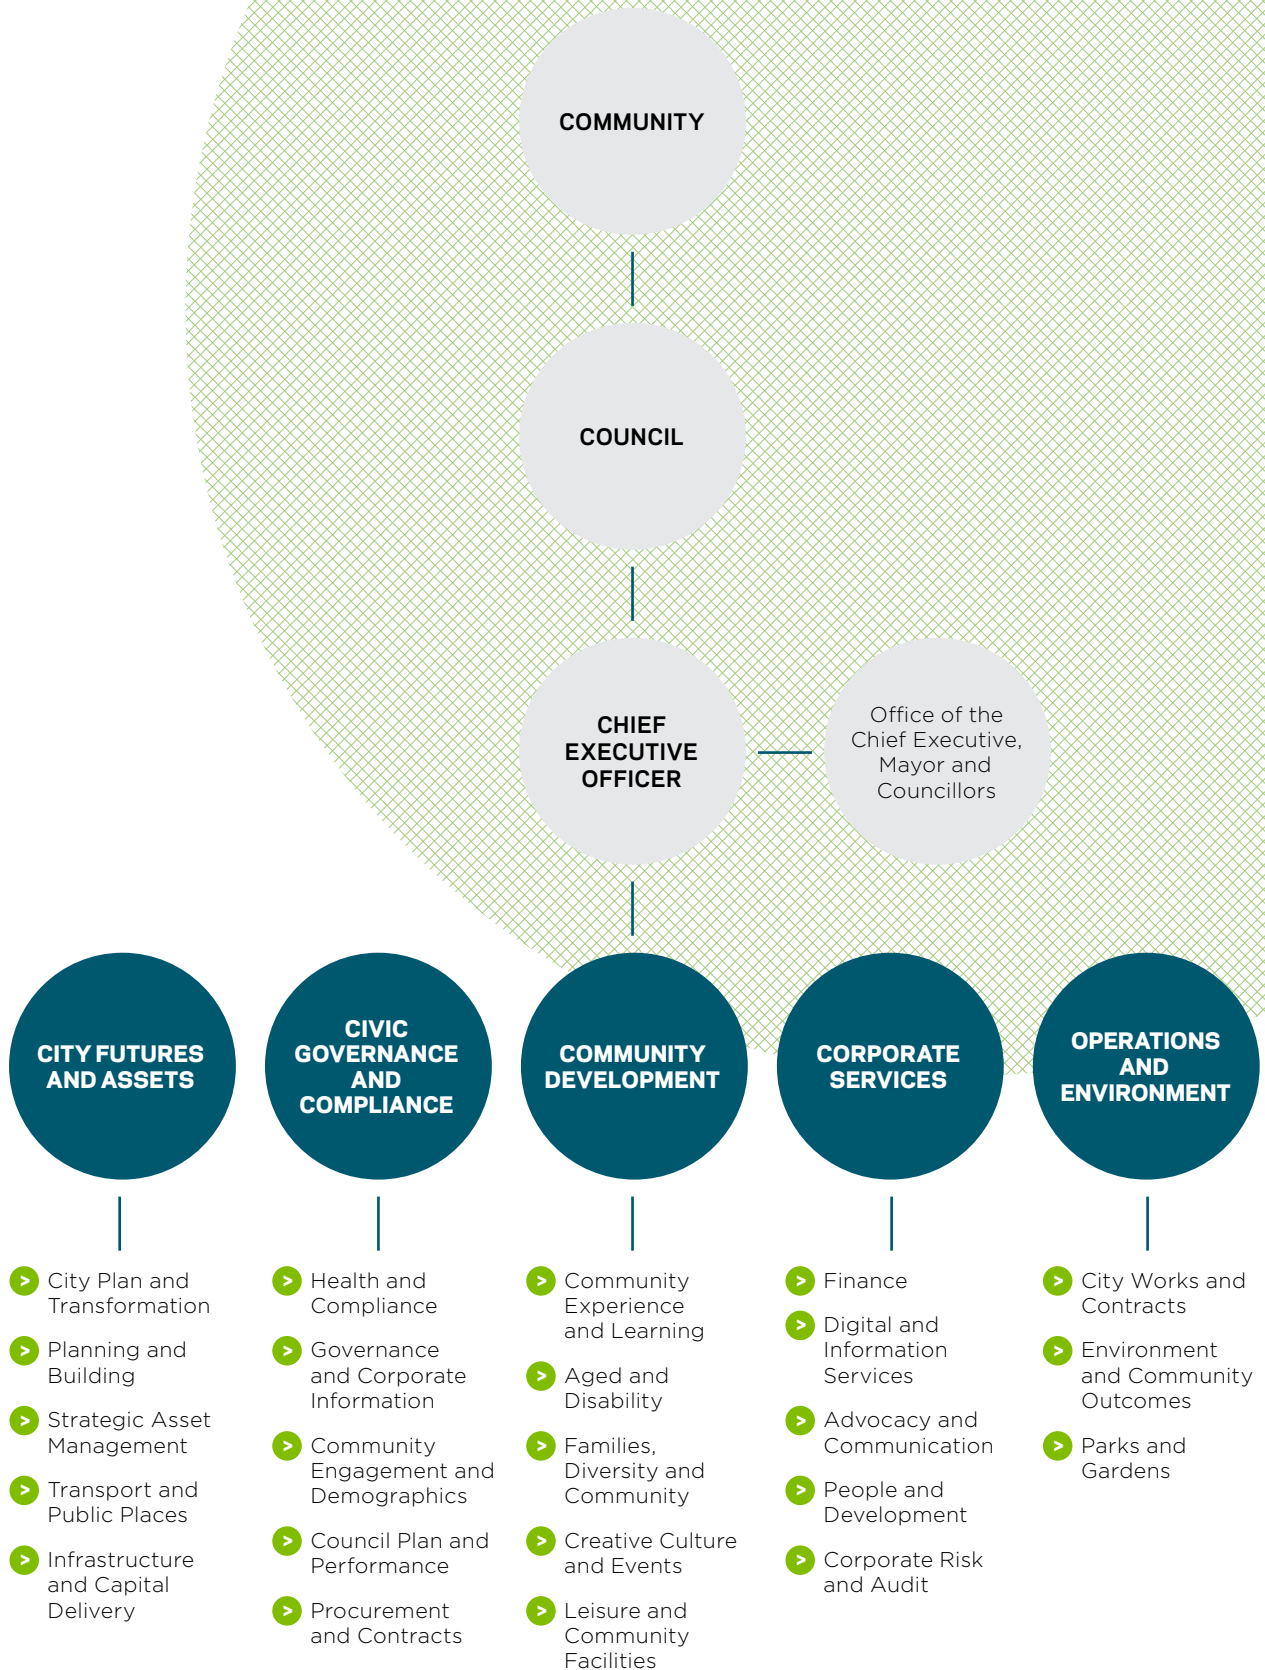 COMMUNITY
COUNCIL
CHIEF
EXECUTIVE
OFFICER
Office of the
Chief Executive,
Mayor and
Councillors
CITY FUTURES
AND ASSETS
CIVIC
GOVERNANCE
AND
COMPLIANCE
COMMUNITY
DEVELOPMENT
CORPORATE
SERVICES
OPERATIONS
AND
ENVIRONMENT
> City Plan and
Transformation
> Planning and
Building
> Strategic Asset
Management
> Transport and
Public Places
> Infrastructure
and Capital
Delivery
> Health and
Compliance
> Governance
and Corporate
Information
> Community
Engagement and
Demographics
> Council Plan and
Performance
> Procurement
and Contracts
> Community
Experience
and Learning
> Aged and
Disability
> Families,
Diversity and
Community
> Creative Culture
and Events
> Leisure and
Community
Facilities
> Finance
> Digital and
Information
Services
> Advocacy and
Communication
> People and
Development
> Corporate Risk
and Audit
> City Works and
Contracts
> Environment
and Community
Outcomes
> Parks and
Gardens